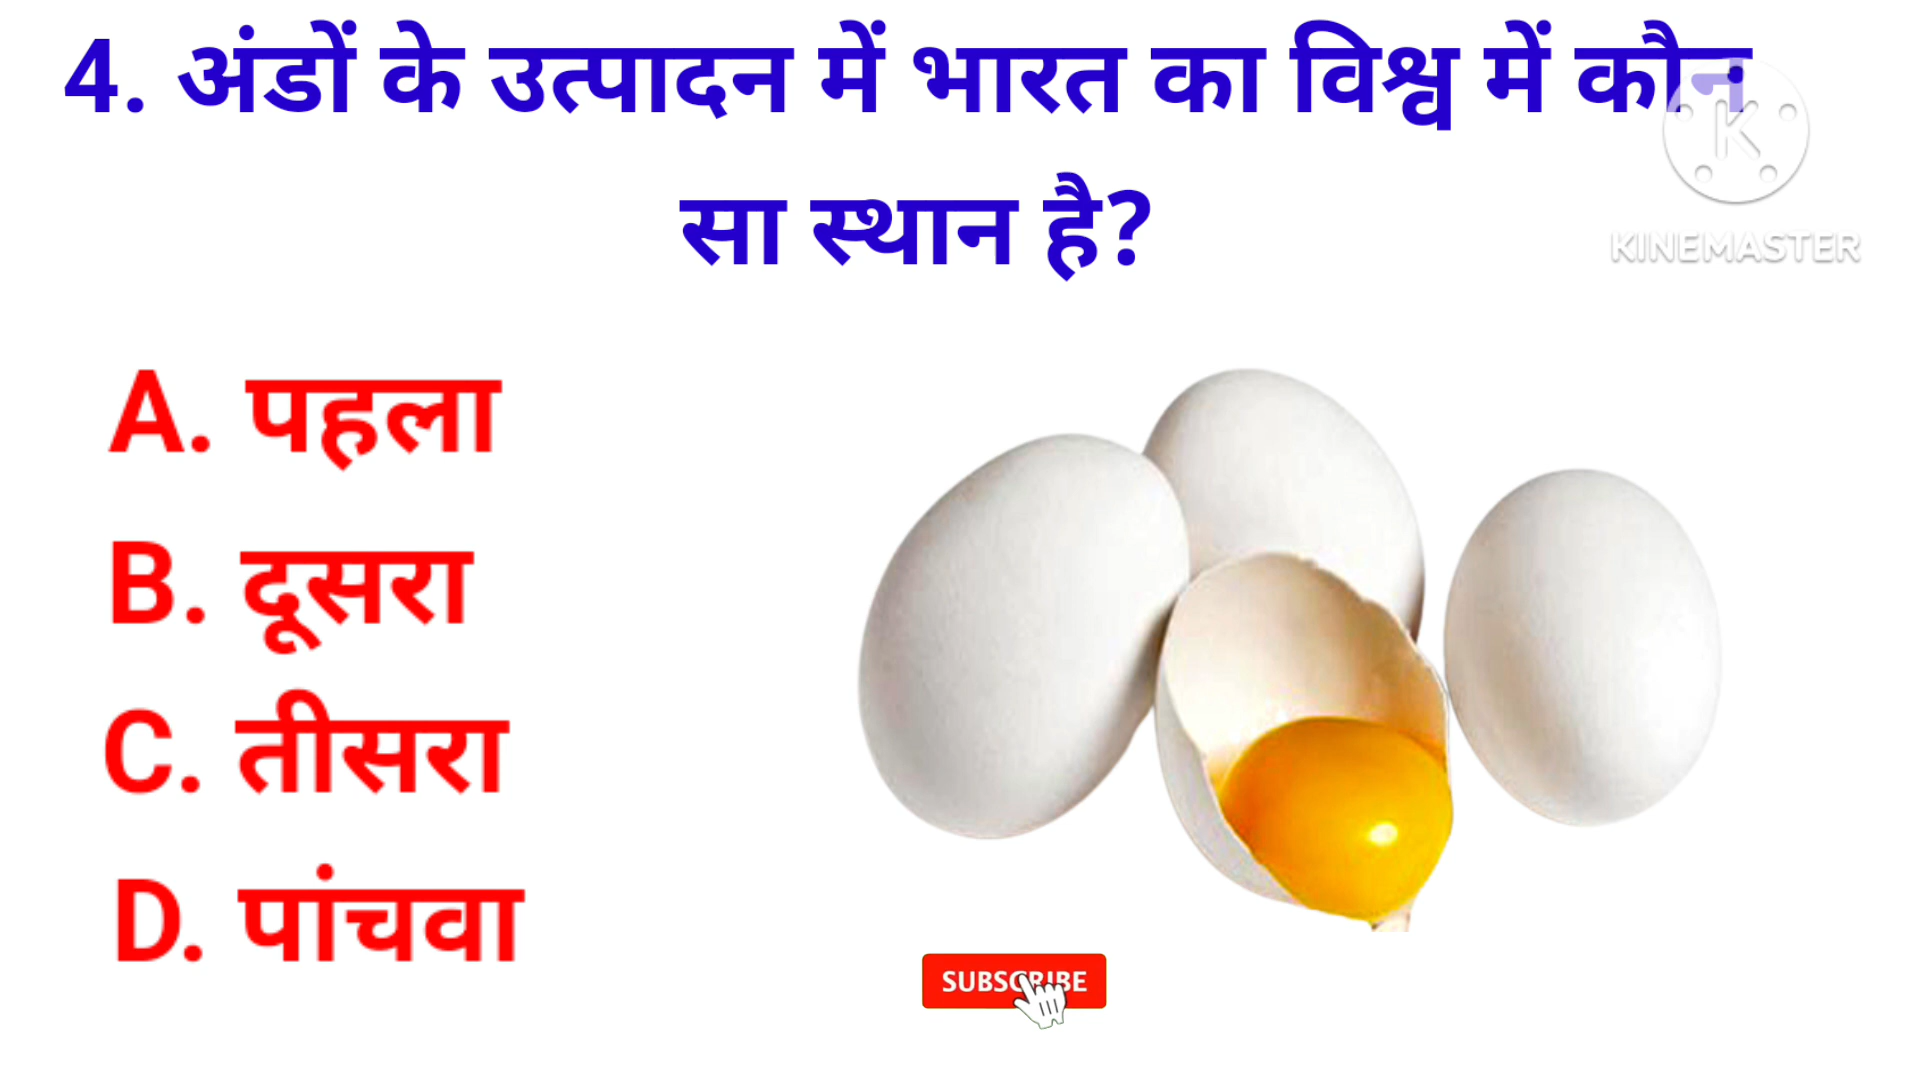 4. अंडों के उत्पादन में भारत का विश्व में कौन
सा स्थान है?
K
KINEMASTER
A. पहला
B. दूसरा
C. तीसरा
D. पांचवा
SUBSCRIBE